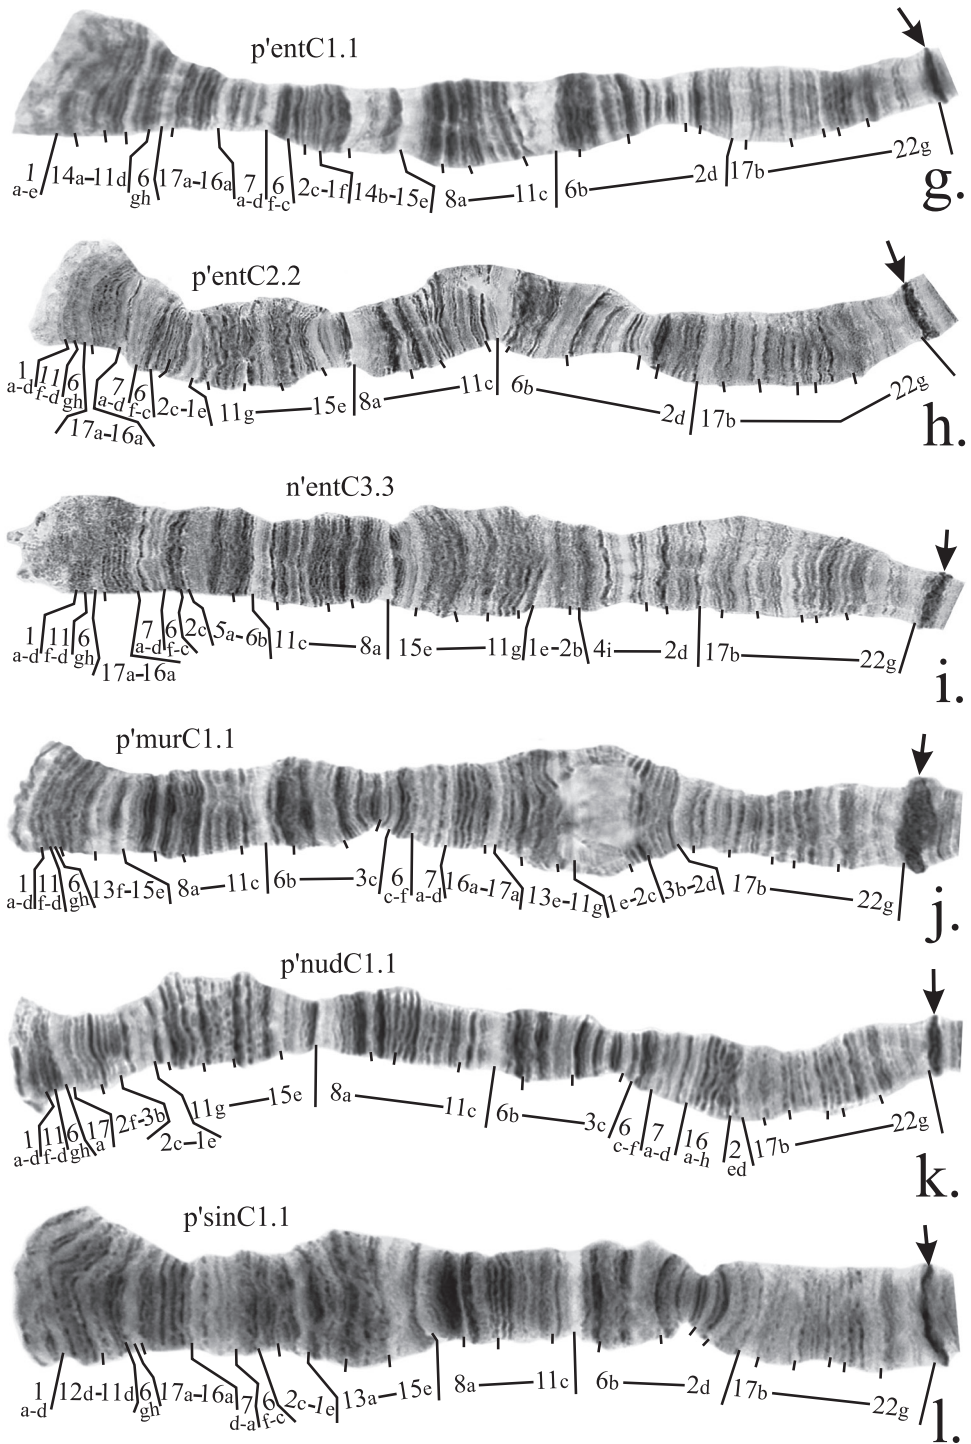 p'entC1.1
1 a-e 14a-11d 6 gh 17a-16a 7 a-d 6 f-c 2c-1f 14b-15e 8a 11c 6b 2d 17b 22g
g.
p'entC2.2
1 a-d 11 f-d 6 gh 17a-16a 7 a-d 6 f-c 2c-1e 11g 15e 8a 11c 6b 2d 17b 22g
h.
n'entC3.3
1 a-d 11 f-d 6 gh 17a-16a 7 a-d 6 f-c 2c 5a-6b 11c 8a 15e 11g 1e-2b 4i 2d 17b 22g
i.
p'murC1.1
1 a-d 11 f-d 6 gh 13f-15e 8a 11c 6b 3c 6 c-f 7 a-d 16a-17a 13e-11g 1e-2c 3b-2d 17b 22g
j.
p'nudC1.1
1 a-d 11 f-d 6 gh 17 a 2f-3b 2c-1e 11g 15e 8a 11c 6b 3c 6 c-f 7 a-d 16 a-h 2 ed 17b 22g
k.
p'sinC1.1
1 a-d 12d-11d 6 gh 17a-16a 7 d-a 6 f-c 2c-1e 13a 15e 8a 11c 6b 2d 17b 22g
l.